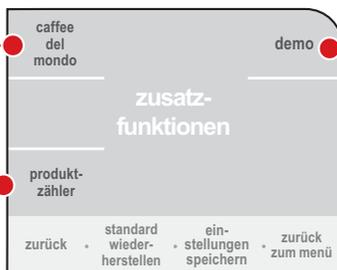 caffee
del
mondo
demo
zusatz-
funktionen
produkt-
zähler
zurück
standard
wieder-
herstellen
ein-
stellungen
speichern
zurück
zum menü